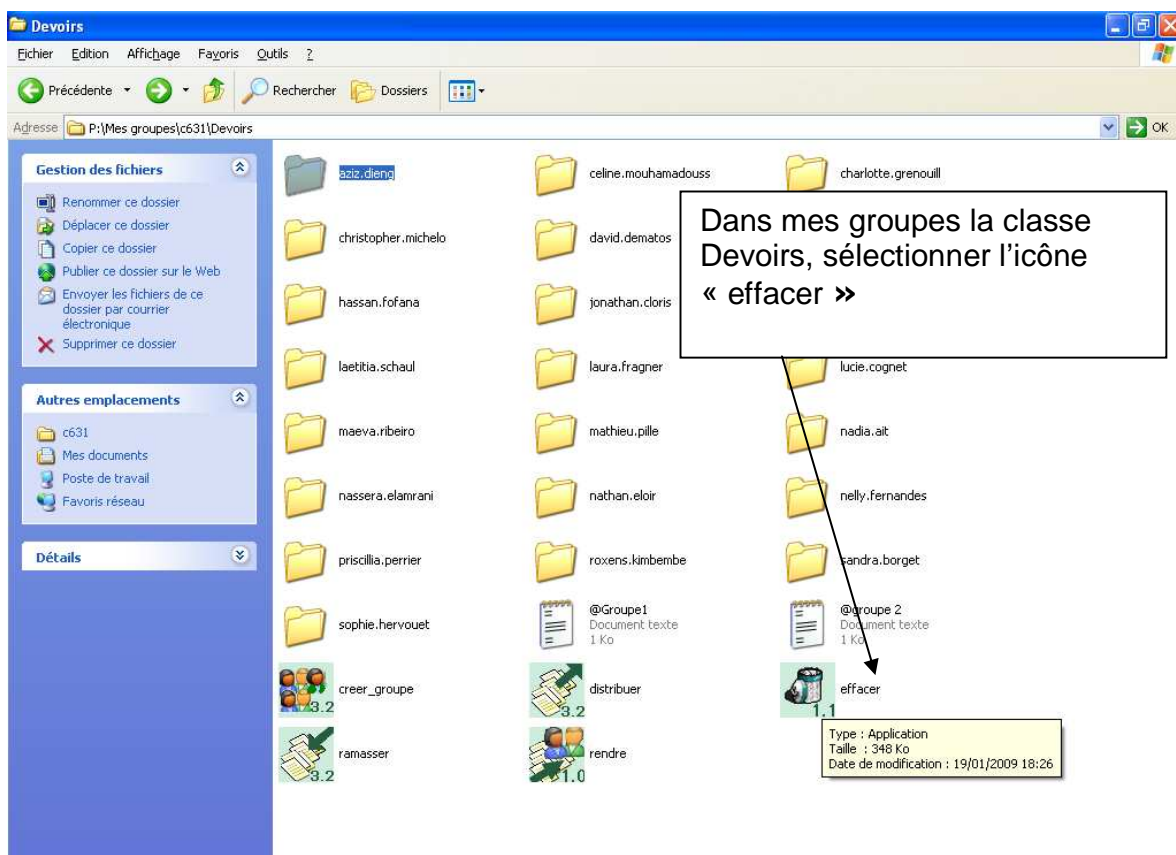 Devoirs
Fichier Edition Affichage Favoris Outils ?
Précédente Rechercher Dossiers
Adresse P:\Mes groupes\c631\Devoirs OK
Gestion des fichiers
Renommer ce dossier
Déplacer ce dossier
Copier ce dossier
Publier ce dossier sur le Web
Envoyer les fichiers de ce
dossier par courrier
électronique
Supprimer ce dossier
Autres emplacements
c631
Mes documents
Poste de travail
Favoris réseau
Détails
aziz.dieng celine.mouhamadouss charlotte.grenouill
christopher.michelo david.dematos
hassan.fofana jonathan.cloris
laetitia.schaul laura.fragner lucie.cognet
maeva.ribeiro mathieu.pille nadia.ait
nassera.elamrani nathan.eloir nelly.fernandes
priscillia.perrier roxens.kimbembe sandra.borget
sophie.hervouet
@Groupe1
Document texte
1 Ko
@groupe 2
Document texte
1 Ko
creer_groupe 3.2
distribuer 3.2
effacer 1.1
ramasser 3.2
rendre 1.0
Type : Application
Taille : 348 Ko
Date de modification : 19/01/2009 18:26
Dans mes groupes la classe
Devoirs, sélectionner l’icône
« effacer »